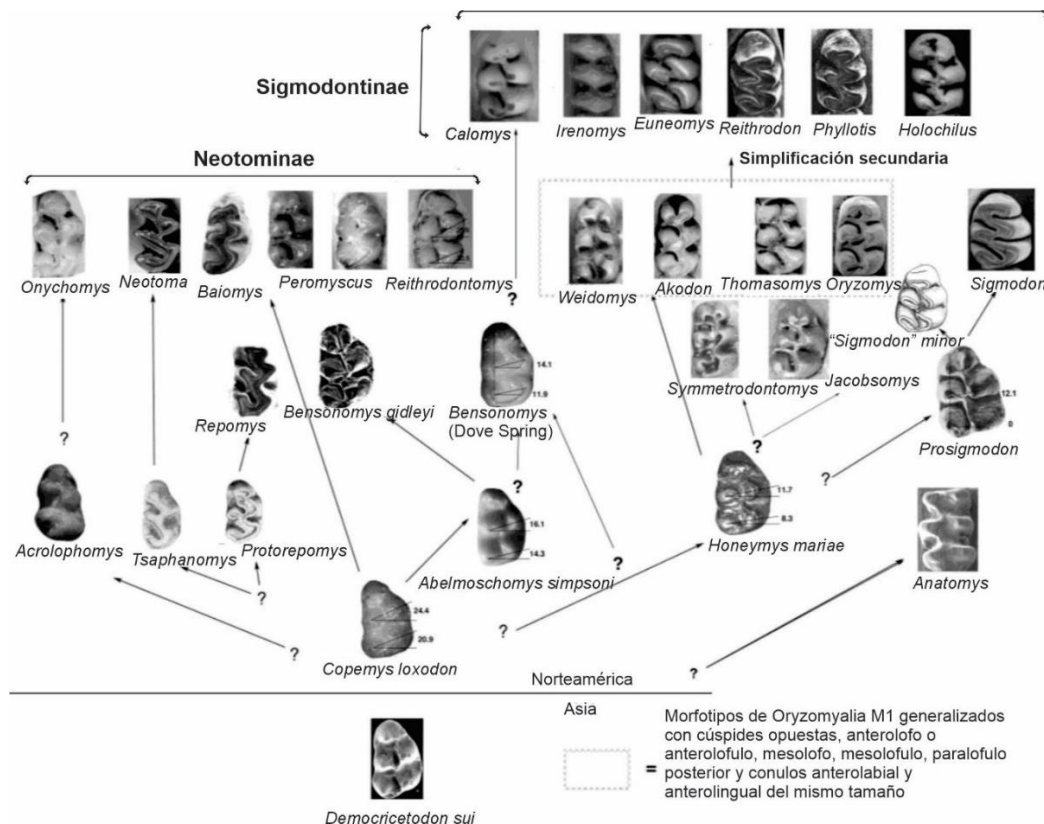 Sigmodontinae
Calomys
Irenomys
Euneomys
Reithrodon
Phyllotis
Holochilus
Simplificación secundaria
Neotominae
Onychomys
Neotoma
Baiomys
Peromyscus
Reithrodontomys
?
Weidomys
Akodon
Thomasomys
Oryzomys
Sigmodon
"Sigmodon" minor
Symmetrodontomys
Jacobsomys
Repomys
Bensonomys gidleyi
14.1
11.9
Bensonomys
(Dove Spring)
12.1
0
Prosigmodon
?
?
?
?
Acrolophomys
Tsaphanomys
Protorepomys
16.1
14.3
Abelmoschomys simpsoni
11.7
8.3
Honeymys mariae
Anatomys
?
?
?
?
24.4
20.9
Copemys loxodon
?
Norteamérica
Asia
Morfotipos de Oryzomyalia M1 generalizados
con cúspides opuestas, anterolofo o
= anterolofulo, mesolofo, mesolofulo, paralofulo
posterior y conulos anterolabial y
anterolingual del mismo tamaño
Democricetodon sui